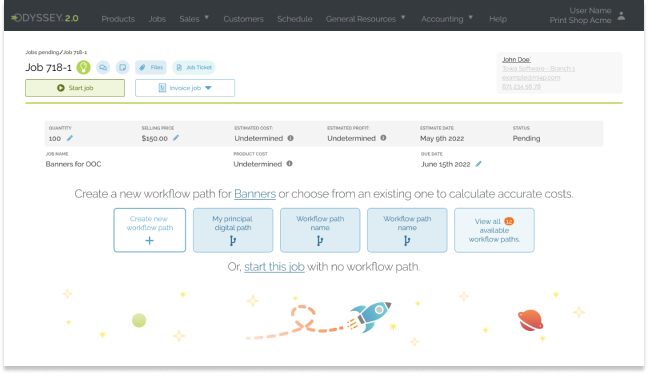 ODYSSEY. 2.0
Products Jobs Sales Customers Schedule General Resources Accounting Help
User Name
Print Shop Acme
Jobs pending/Job 718-1
Job 718-1 Files Job Ticket
Start job Invoice job
John Doe
Tawa Software - Branch 1
QUANTITY SELLING PRICE ESTIMATED COST: ESTIMATED PROFIT: ESTIMATE DATE STATUS
100 $150.00 Undetermined Undetermined May 9th 2022 Pending
JOB NAME PRODUCT COST DUE DATE
Banners for OOC Undetermined June 15th 2022
Create a new workflow path for Banners or choose from an existing one to calculate accurate costs.
Create new
workflow path
My principal
digital path
Workflow path
name
Workflow path
name
View all 12
available
workflow paths.
Or, start this job with no workflow path.